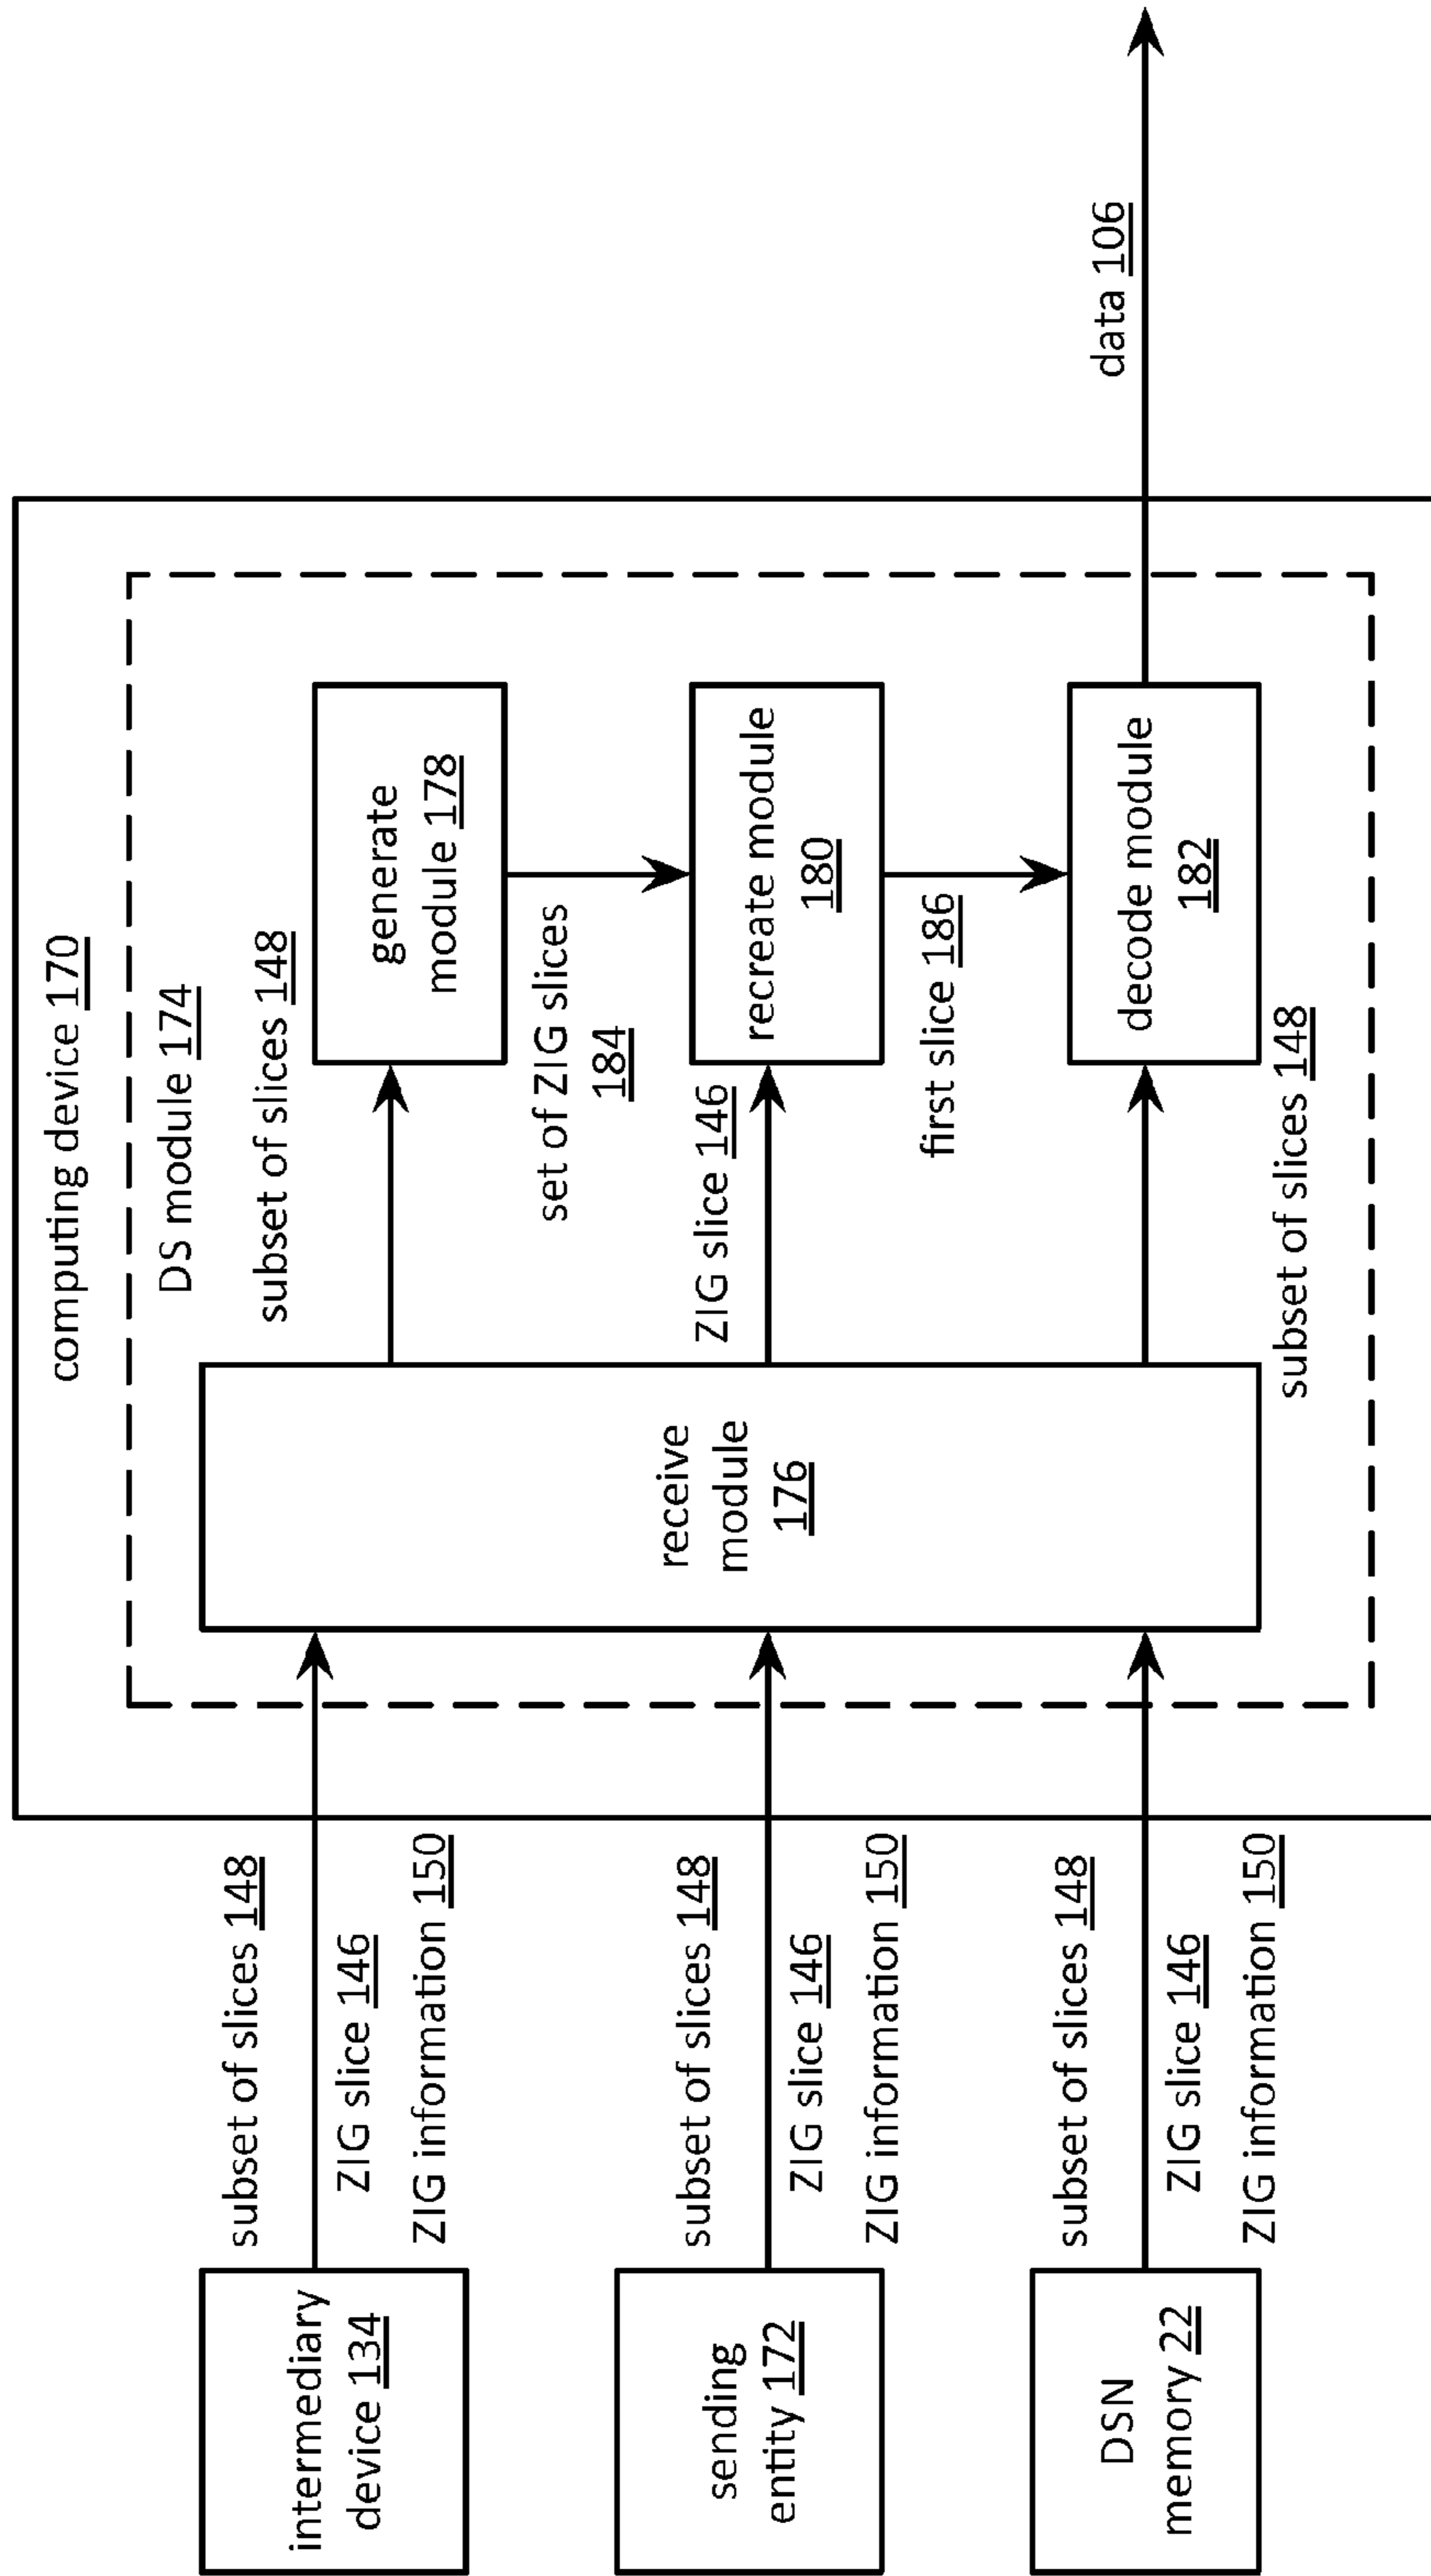 computing device 170
DS module 174
intermediary
device 134
subset of slices 148
ZIG slice 146
ZIG information 150
sending
entity 172
subset of slices 148
ZIG slice 146
ZIG information 150
DSN
memory 22
subset of slices 148
ZIG slice 146
ZIG information 150
receive
module
176
subset of slices 148
generate
module 178
set of ZIG slices
184
ZIG slice 146
recreate module
180
first slice 186
subset of slices 148
decode module
182
data 106